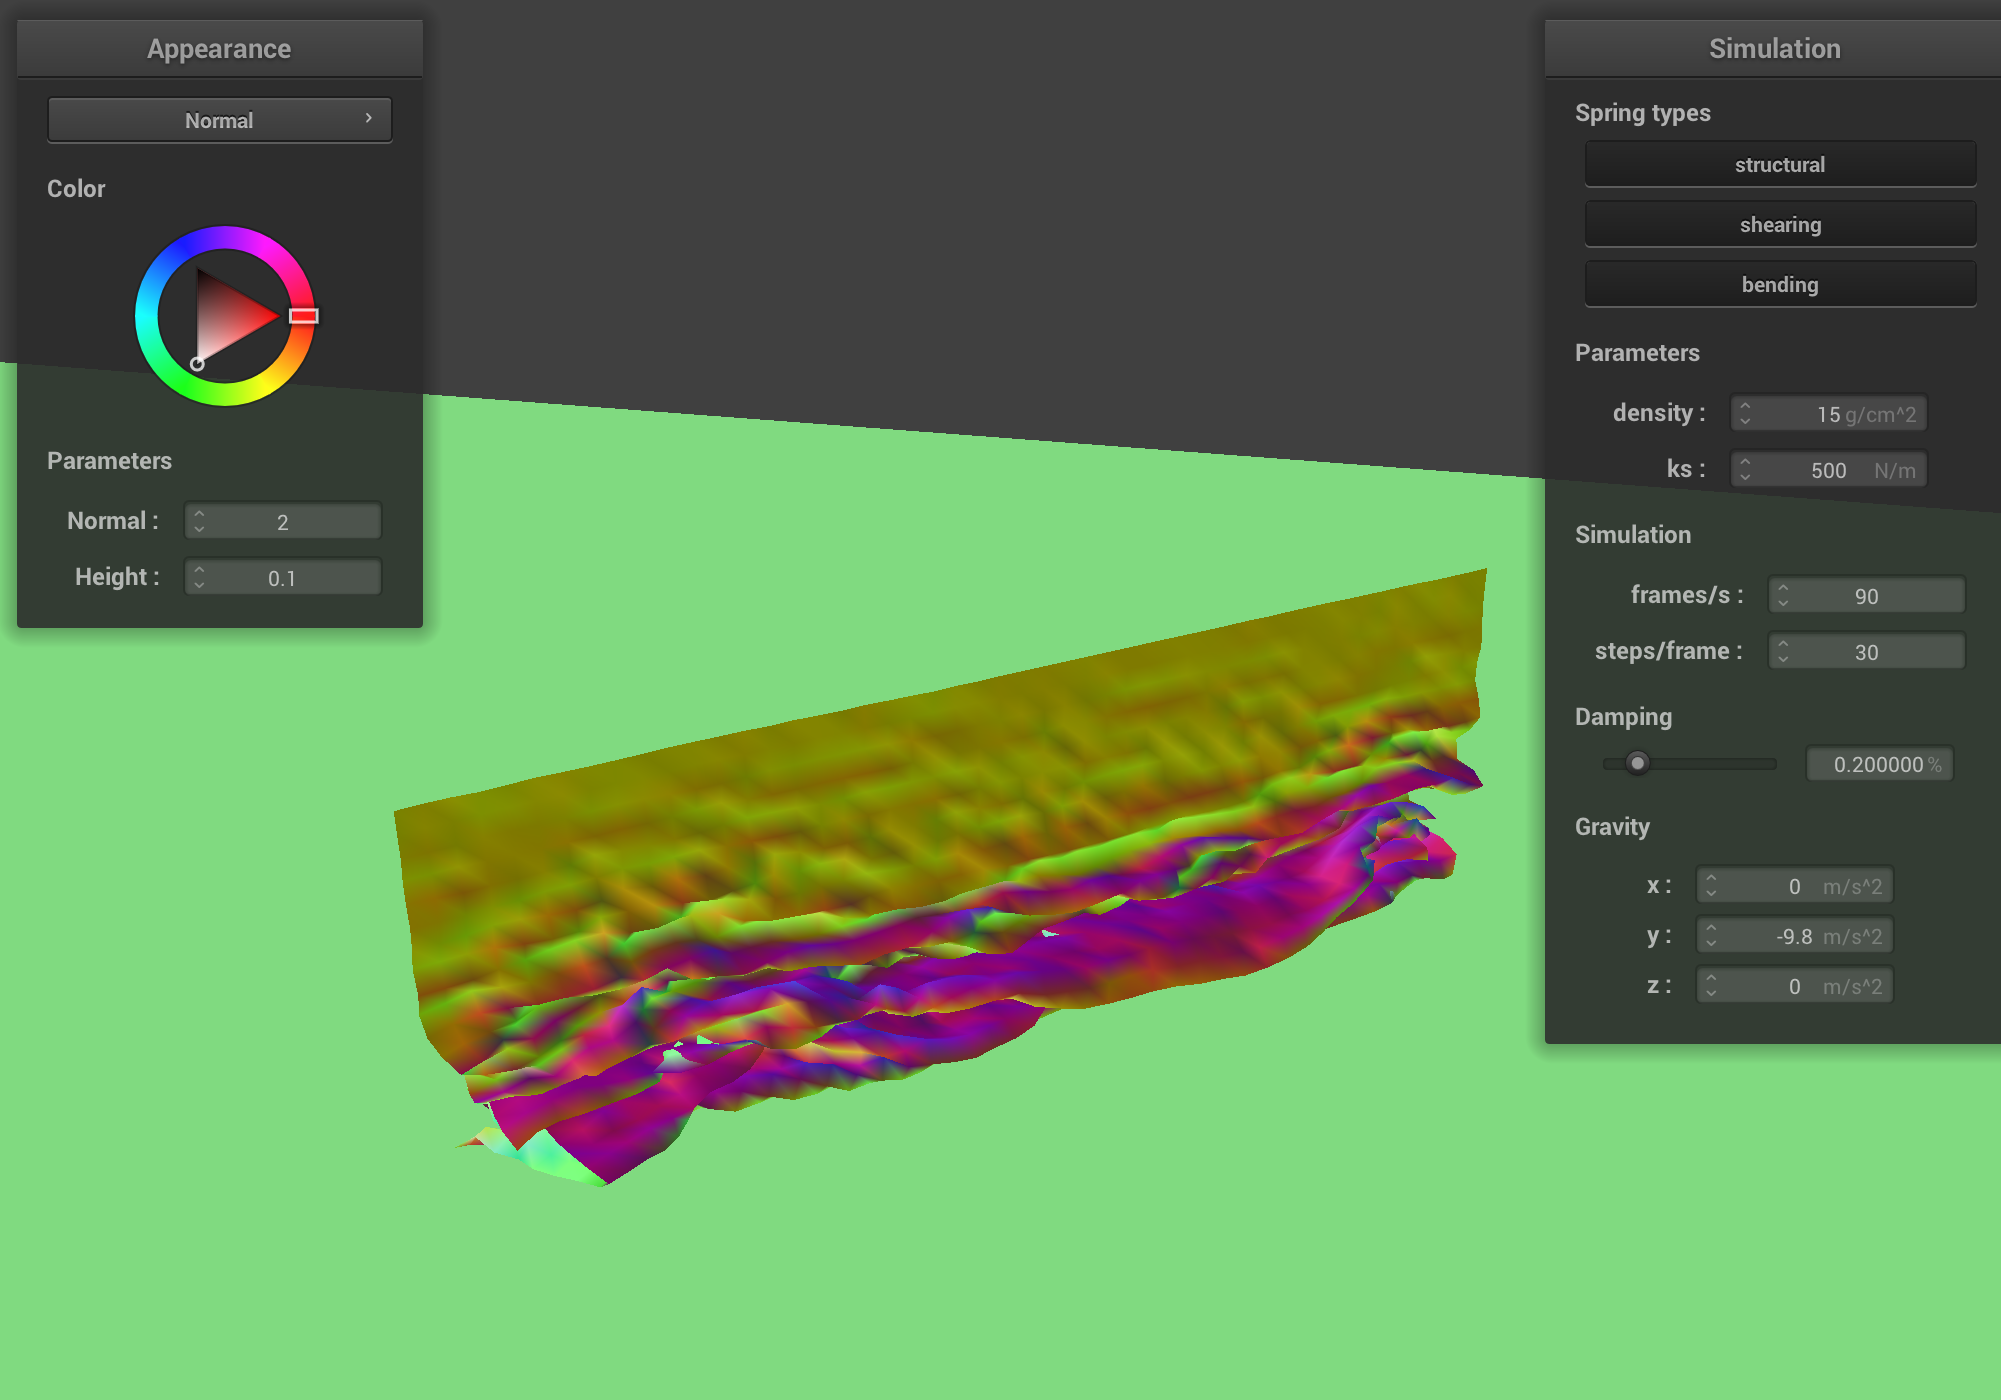 Appearance
Normal
Color
Parameters
Normal : 2
Height : 0.1
Simulation
Spring types
structural
shearing
bending
Parameters
density : 15 g/cm^2
ks : 500 N/m
Simulation
frames/s : 90
steps/frame : 30
Damping
0.200000 %
Gravity
x : 0 m/s^2
y : -9.8 m/s^2
z : 0 m/s^2